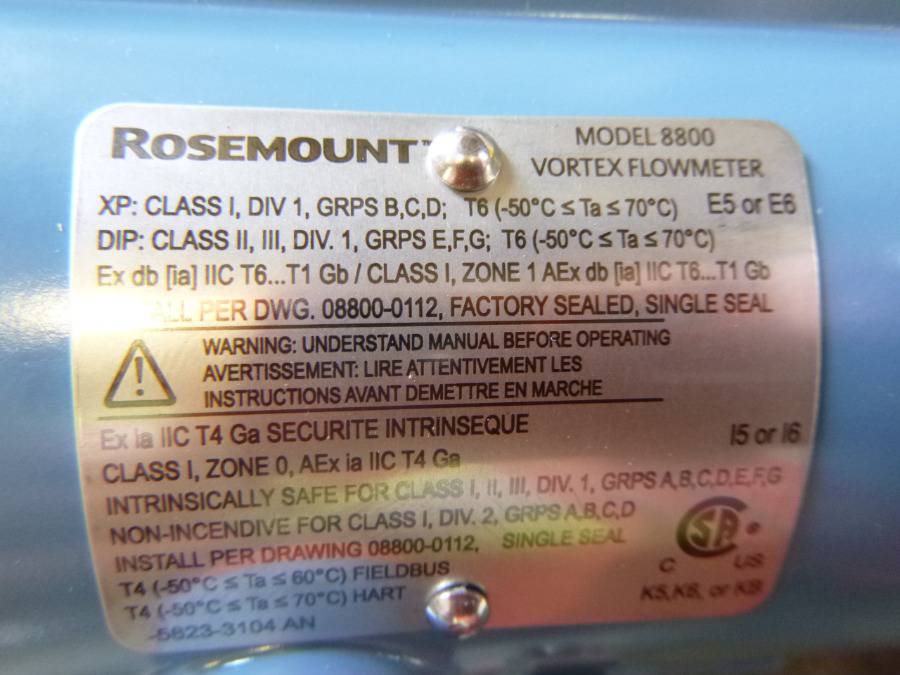 ROSEMOUNT™
MODEL 8800
VORTEX FLOWMETER
XP: CLASS I, DIV 1, GRPS B,C,D; T6 (-50°C ≤ Ta ≤ 70°C) E5 or E6
DIP: CLASS II, III, DIV. 1, GRPS E,F,G; T6 (-50°C ≤ Ta ≤ 70°C)
Ex db [ia] IIC T6...T1 Gb / CLASS I, ZONE 1 AEx db [ia] IIC T6...T1 Gb
PER DWG. 08800-0112, FACTORY SEALED, SINGLE SEAL
WARNING: UNDERSTAND MANUAL BEFORE OPERATING
AVERTISSEMENT: LIRE ATTENTIVEMENT LES
INSTRUCTIONS AVANT DEMETTRE EN MARCHE
Ex ia IIC T4 Ga SECURITE INTRINSEQUE I5 or I6
CLASS I, ZONE 0, AEx ia IIC T4 Ga
INTRINSICALLY SAFE FOR CLASS I, II, III, DIV. 1, GRPS A,B,C,D,E,F,G
NON-INCENDIVE FOR CLASS I, DIV. 2, GRPS A,B,C,D
INSTALL PER DRAWING 08800-0112, SINGLE SEAL
T4 (-50°C ≤ Ta ≤ 60°C) FIELDBUS
T4 (-50°C ≤ Ta ≤ 70°C) HART
-5823-3104 AN
SA
C US
K5,K6, or KB